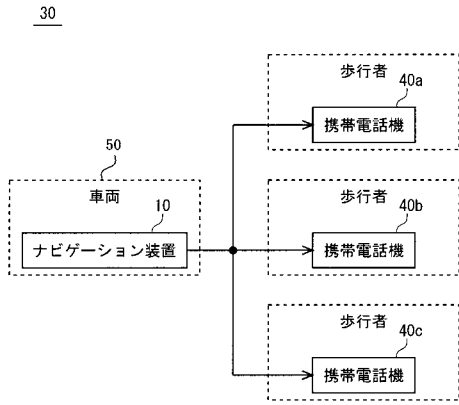 30
歩行者
40a
携帯電話機
50
車両
10
ナビゲーション装置
歩行者
40b
携帯電話機
歩行者
40c
携帯電話機